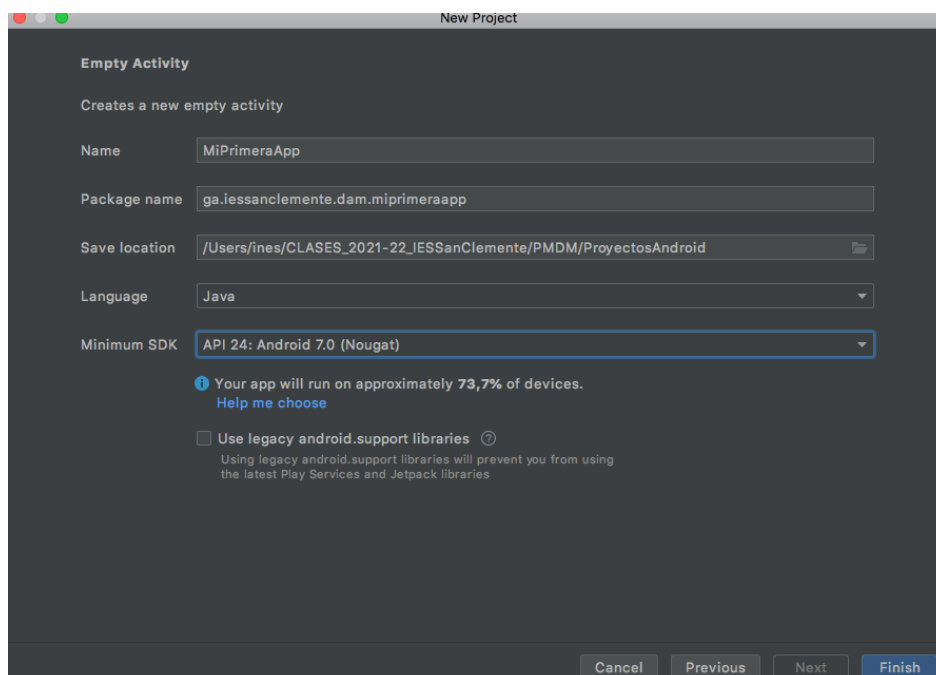 New Project
Empty Activity
Creates a new empty activity
Name MiPrimeraApp
Package name ga.iessanclemente.dam.miprimeraapp
Save location /Users/ines/CLASES_2021-22_IESSanClemente/PMDM/ProyectosAndroid
Language Java
Minimum SDK API 24: Android 7.0 (Nougat)
Your app will run on approximately 73,7% of devices.
Help me choose
Use legacy android.support libraries ?
Using legacy android.support libraries will prevent you from using
the latest Play Services and Jetpack libraries
Cancel Previous Next Finish